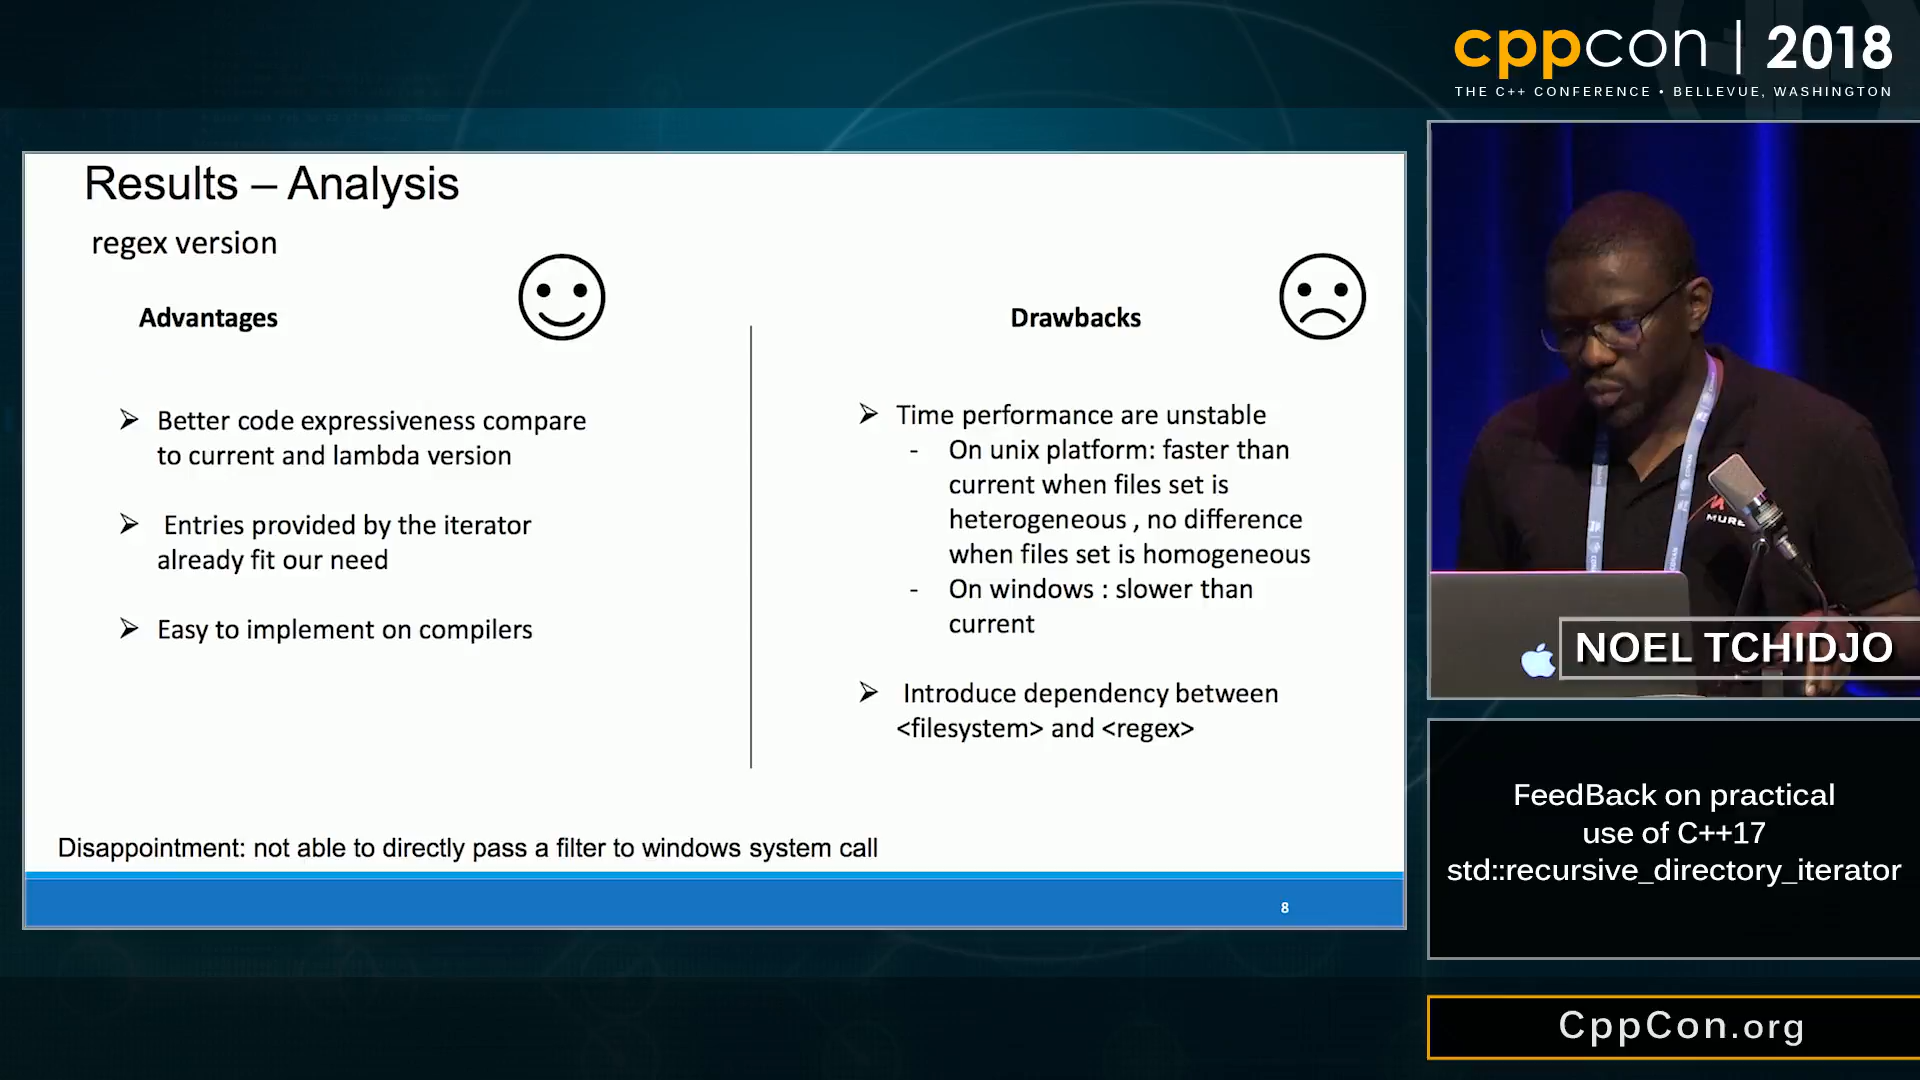 cppcon | 2018
THE C++ CONFERENCE • BELLEVUE, WASHINGTON
Results – Analysis
regex version
Advantages
➢ Better code expressiveness compare
to current and lambda version
➢ Entries provided by the iterator
already fit our need
➢ Easy to implement on compilers
Drawbacks
➢ Time performance are unstable
- On unix platform: faster than
current when files set is
heterogeneous , no difference
when files set is homogeneous
- On windows : slower than
current
➢ Introduce dependency between
<filesystem> and <regex>
Disappointment: not able to directly pass a filter to windows system call
8
NOEL TCHIDJO
FeedBack on practical
use of C++17
std::recursive_directory_iterator
CppCon.org